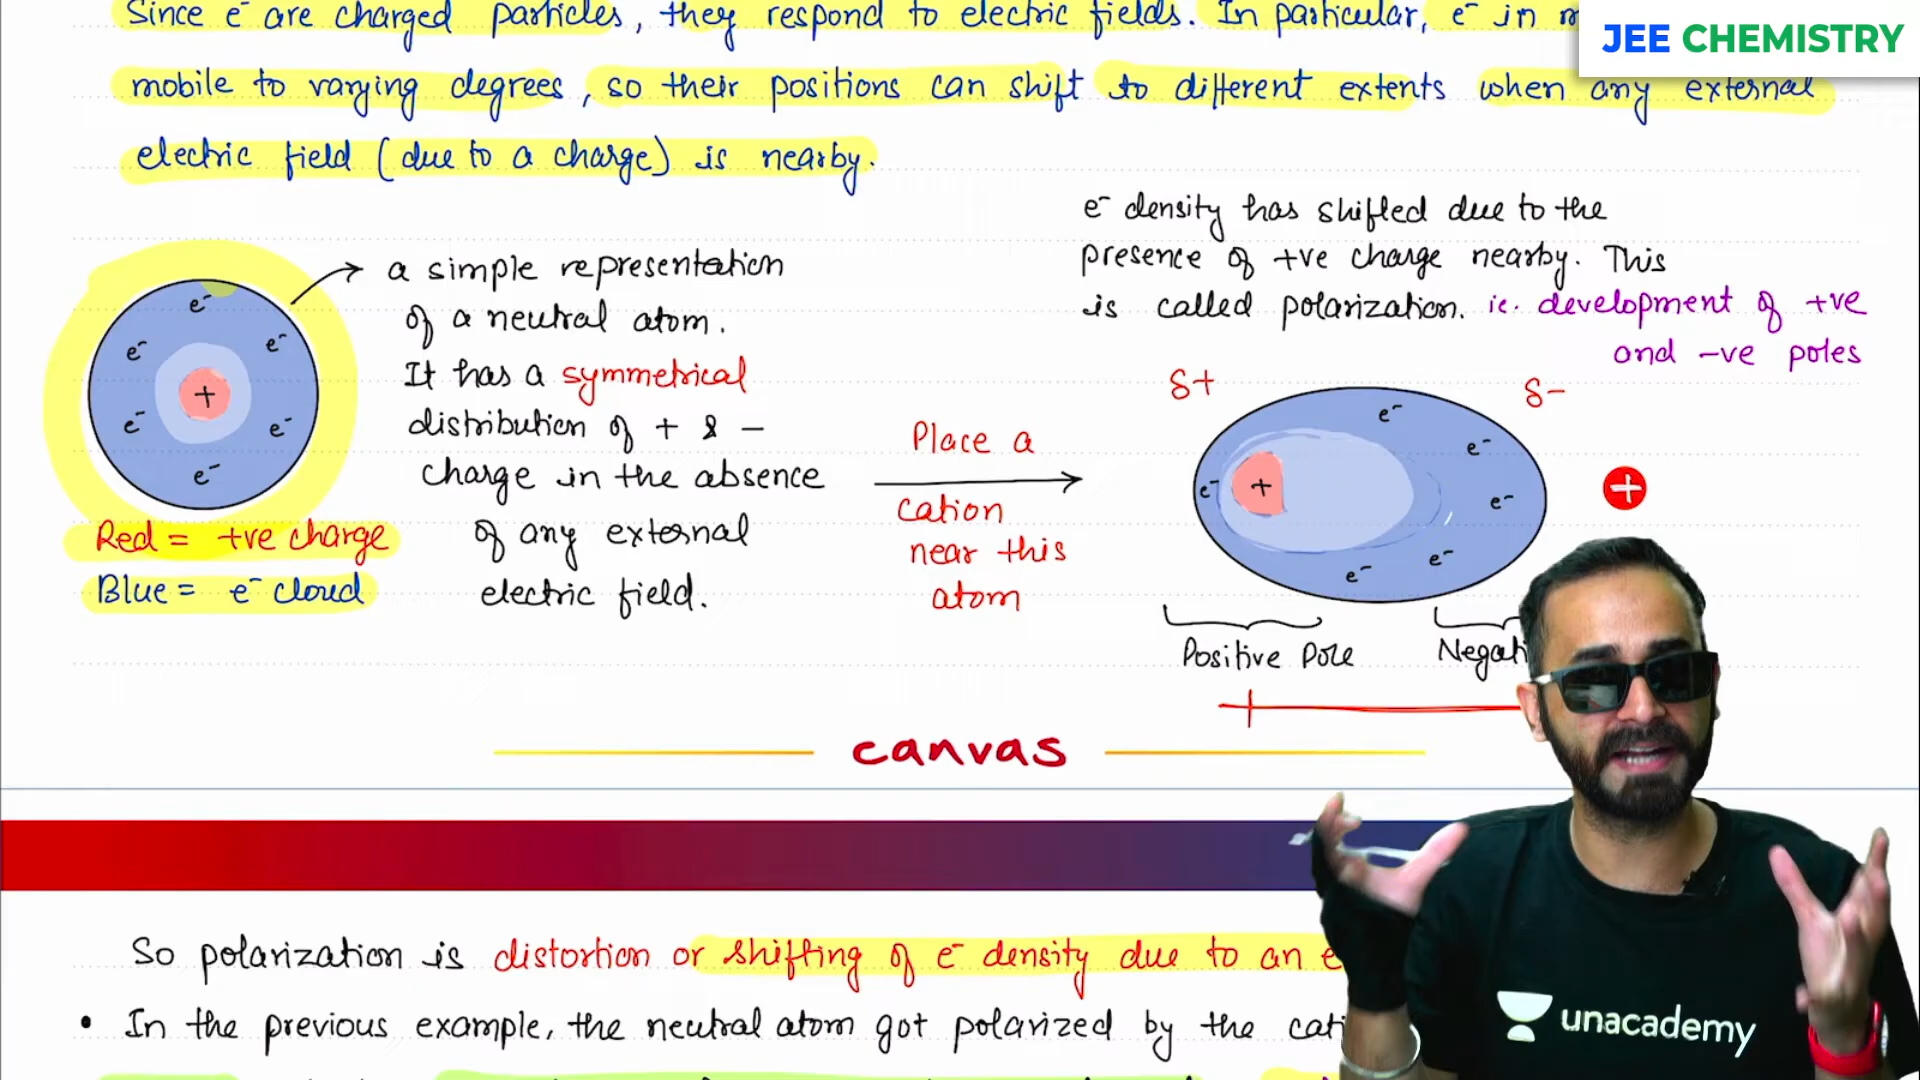 Since e⁻ are charged particles, they respond to electric fields. In particular, e⁻ in
JEE CHEMISTRY
mobile to varying degrees, so their positions can shift to different extents when any external
electric field (due to a charge) is nearby.
e⁻ density has shifted due to the
presence of +ve charge nearby. This
is called polarization. ie. development of +ve
and -ve poles
a simple representation
of a neutral atom.
It has a symmetrical
distribution of + & -
charge in the absence
of any external
electric field.
e⁻
e⁻
e⁻
+
e⁻
e⁻
e⁻
Red = +ve charge
Blue = e⁻ cloud
Place a
cation
near this
atom
δ+
δ-
e⁻
e⁻
e⁻
+
e⁻
e⁻
e⁻
+
Positive Pole
Negati
canvas
So polarization is distortion or shifting of e⁻ density due to an e
• In the previous example, the neutral atom got polarized by the cati
unacademy